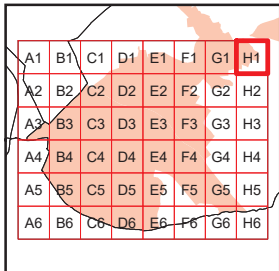 A1 B1 C1 D1 E1 F1 G1 H1
A2 B2 C2 D2 E2 F2 G2 H2
A3 B3 C3 D3 E3 F3 G3 H3
A4 B4 C4 D4 E4 F4 G4 H4
A5 B5 C5 D5 E5 F5 G5 H5
A6 B6 C6 D6 E6 F6 G6 H6